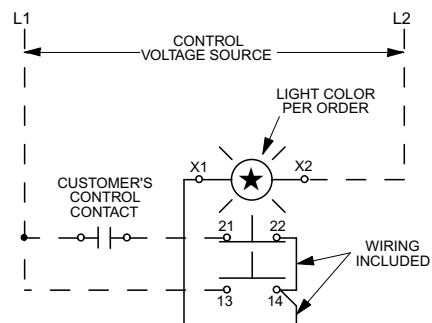 L1
L2
CONTROL
VOLTAGE SOURCE
LIGHT COLOR
PER ORDER
X1
X2
CUSTOMER'S
CONTROL
CONTACT
21
22
WIRING
INCLUDED
13
14